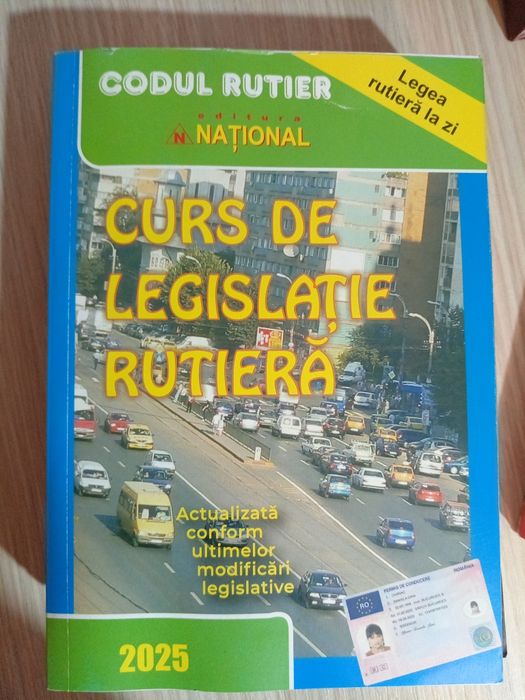 CODUL RUTIER
Legea
rutieră la zi
editura
N NAȚIONAL
CURS DE
LEGISLAȚIE
RUTIERĂ
Actualizată
conform
ultimelor
modificări
legislative
PERMIS DE CONDUCERE ROMÂNIA
RO
2025